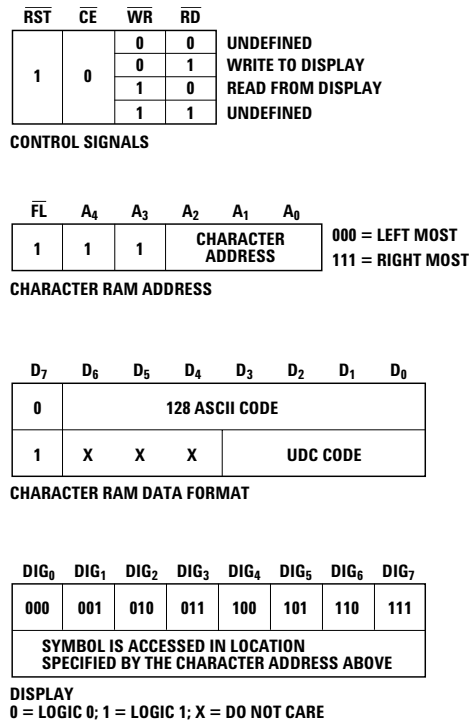 RST CE WR RD
0 0 UNDEFINED
0 1 WRITE TO DISPLAY
1 0
1 0 READ FROM DISPLAY
1 1 UNDEFINED
CONTROL SIGNALS
FL A4 A3 A2 A1 A0
1 1 1 CHARACTER ADDRESS
000 = LEFT MOST
111 = RIGHT MOST
CHARACTER RAM ADDRESS
D7 D6 D5 D4 D3 D2 D1 D0
0 128 ASCII CODE
1 X X X UDC CODE
CHARACTER RAM DATA FORMAT
DIG0 DIG1 DIG2 DIG3 DIG4 DIG5 DIG6 DIG7
000 001 010 011 100 101 110 111
SYMBOL IS ACCESSED IN LOCATION
SPECIFIED BY THE CHARACTER ADDRESS ABOVE
DISPLAY
0 = LOGIC 0; 1 = LOGIC 1; X = DO NOT CARE